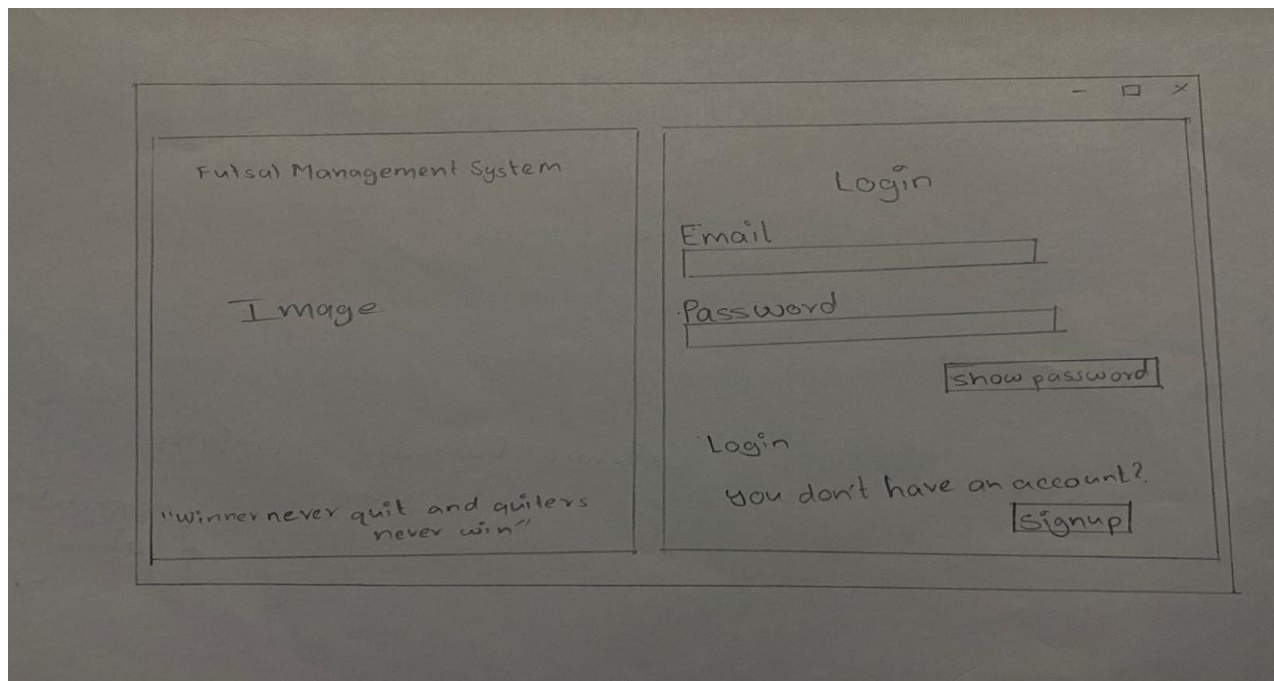 Futsal Management System
Image
"Winner never quit and quiters
never win"
Login
Email
Password
show password
Login
you don't have an account?
signup